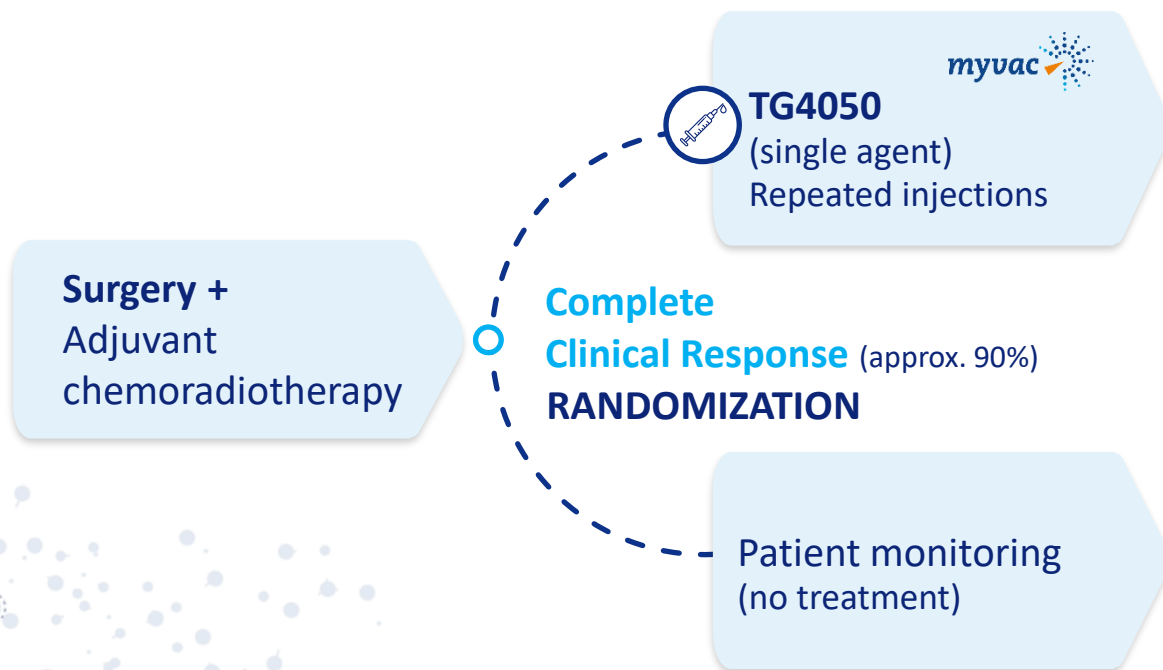 myvac
TG4050
(single agent)
Repeated injections
Surgery +
Adjuvant
chemoradiotherapy
Complete
Clinical Response (approx. 90%)
RANDOMIZATION
Patient monitoring
(no treatment)